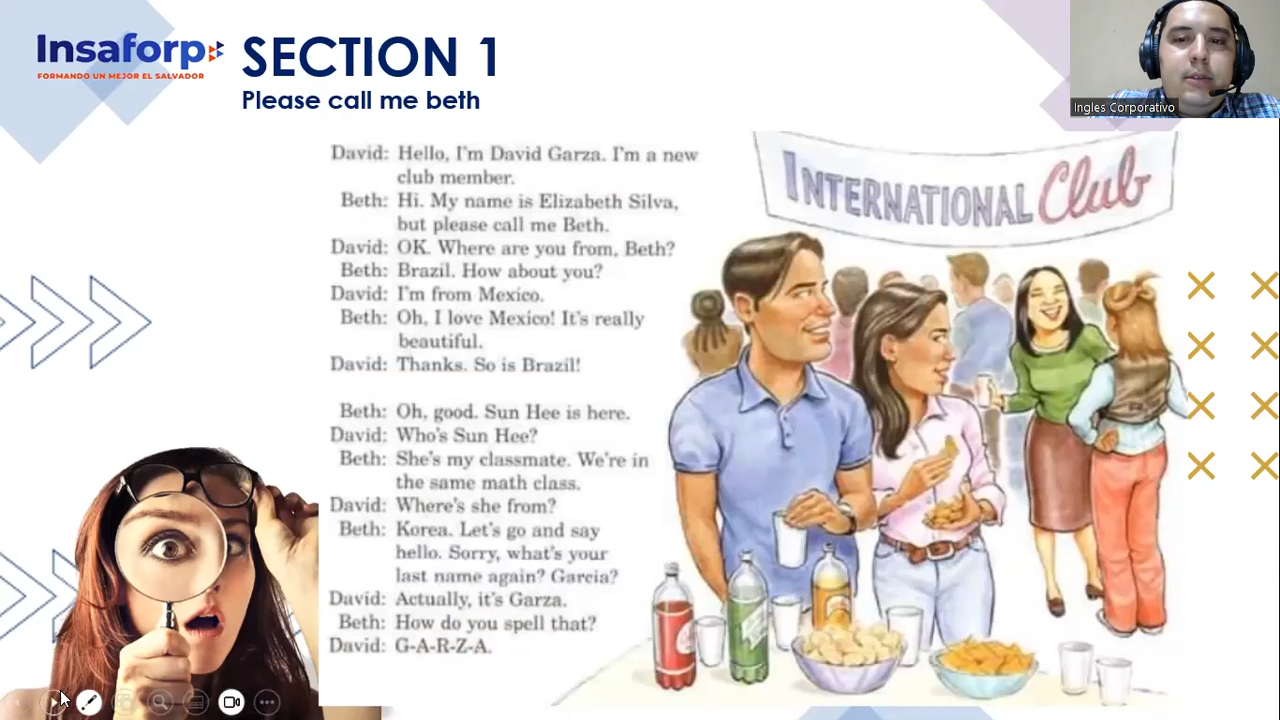 Insaforp
FORMANDO UN MEJOR EL SALVADOR
SECTION 1
Please call me beth
Ingles Corporativo
David: Hello, I'm David Garza. I'm a new
club member.
Beth: Hi. My name is Elizabeth Silva,
but please call me Beth.
David: OK. Where are you from, Beth?
Beth: Brazil. How about you?
David: I'm from Mexico.
Beth: Oh, I love Mexico! It's really
beautiful.
David: Thanks. So is Brazil!
Beth: Oh, good. Sun Hee is here.
David: Who's Sun Hee?
Beth: She's my classmate. We're in
the same math class.
David: Where's she from?
Beth: Korea. Let's go and say
hello. Sorry, what's your
last name again? Garcia?
David: Actually, it's Garza.
Beth: How do you spell that?
David: G-A-R-Z-A.
INTERNATIONAL Club